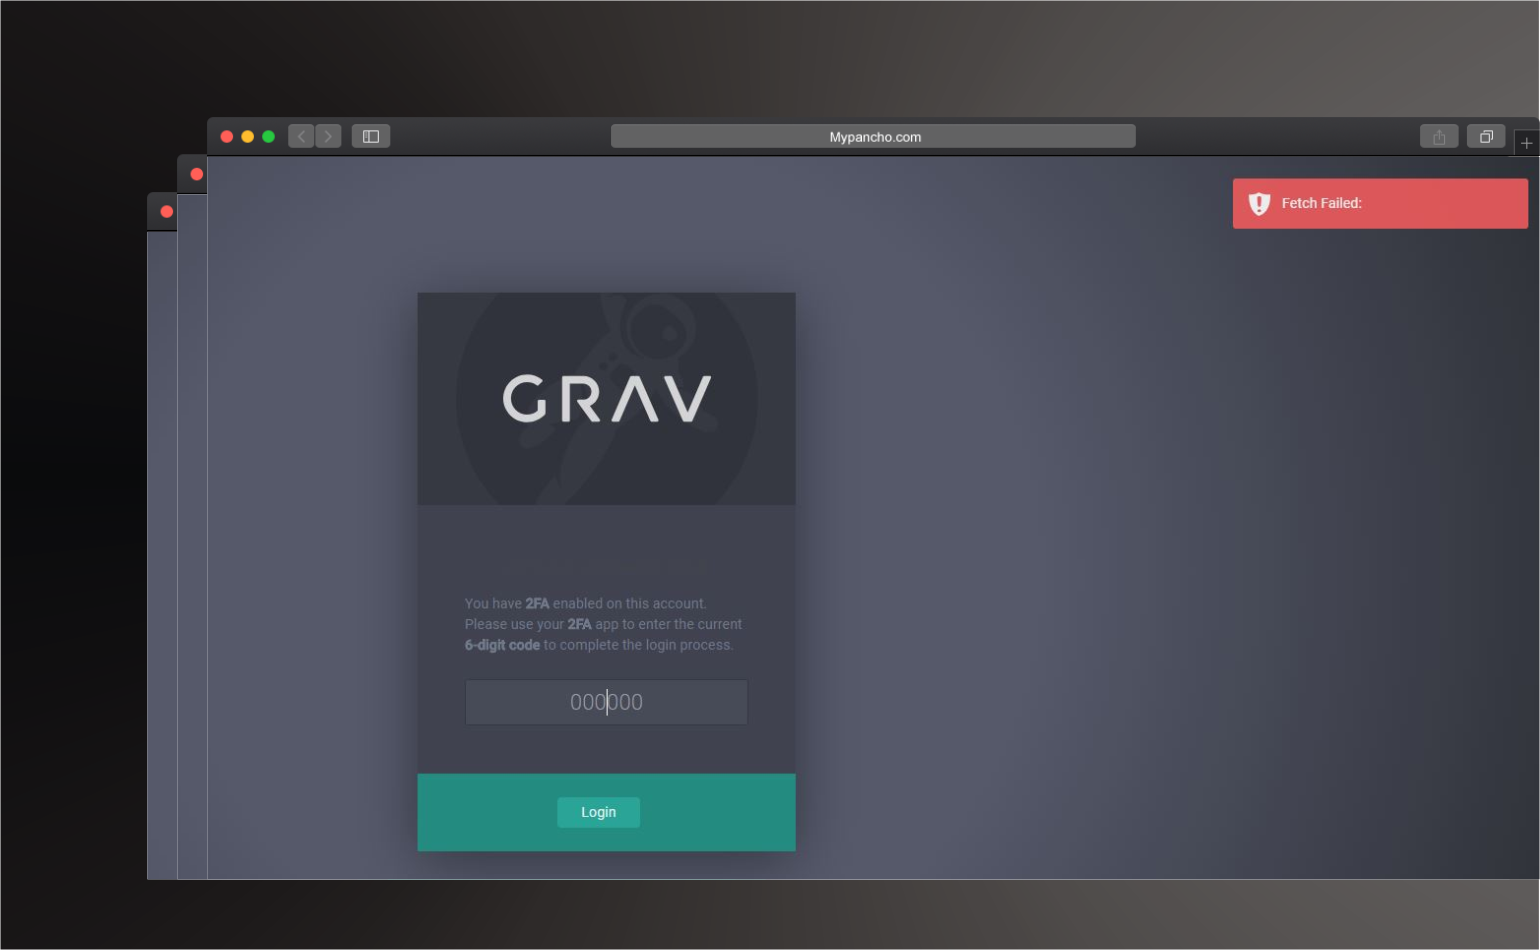 Mypancho.com
Fetch Failed:
GRAV
You have 2FA enabled on this account.
Please use your 2FA app to enter the current
6-digit code to complete the login process.
000000
Login